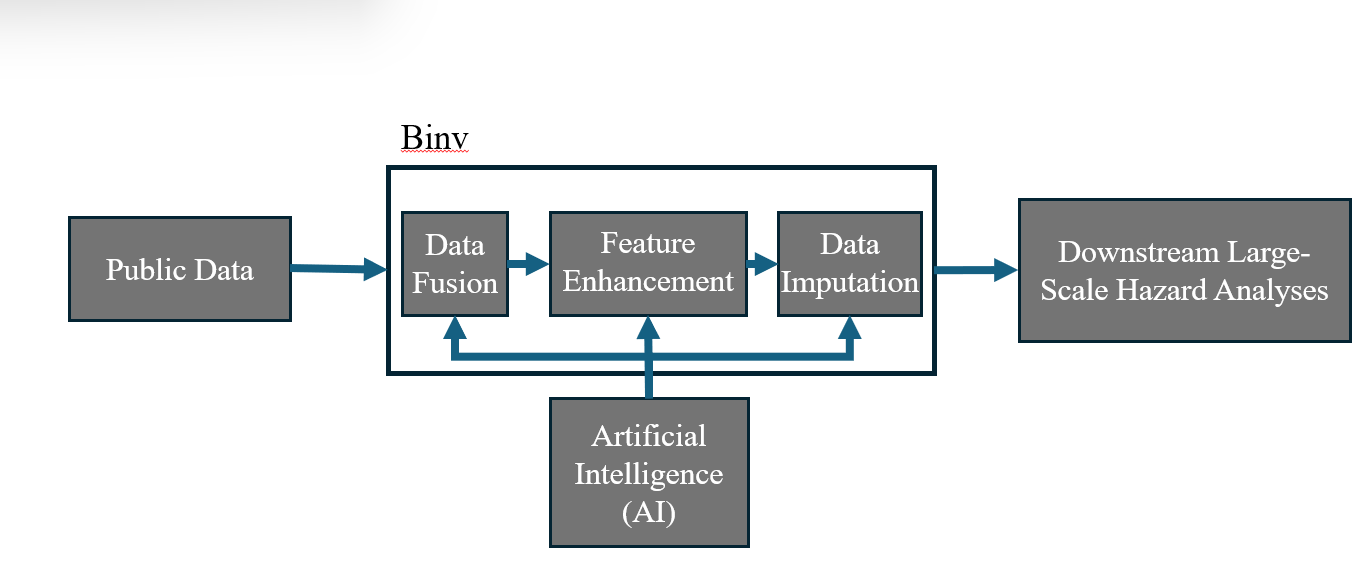 Binv
Public Data
Data
Fusion
Feature
Enhancement
Data
Imputation
Downstream Large-
Scale Hazard Analyses
Artificial
Intelligence
(AI)